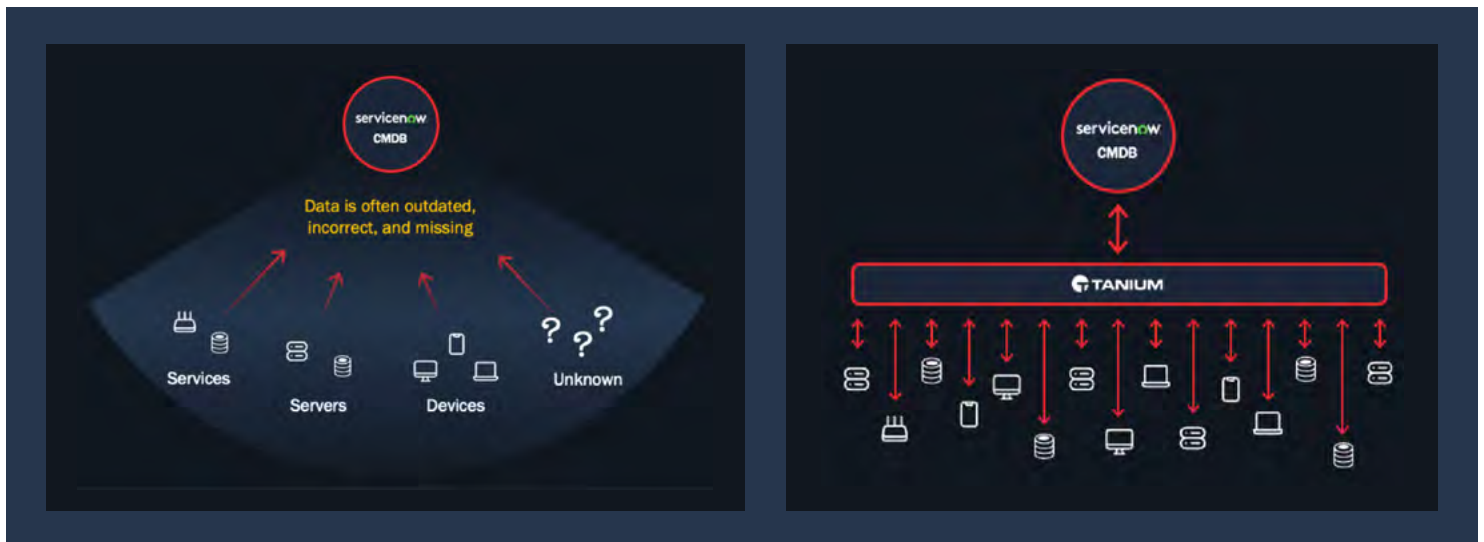 servicenow
CMDB
Data is often outdated,
incorrect, and missing
Services
Servers
Devices
? ? ?
Unknown
servicenow
CMDB
TANIUM